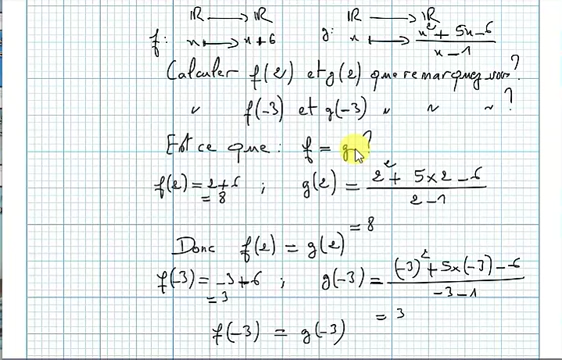 f: ℝ ⟶ ℝ g: ℝ ⟶ ℝ
x ⟼ x + 6 x ⟼ (x² + 5x - 6)/(x - 1)
Calculer f(2) et g(2) que remarquez vous?
" f(-3) et g(-3) " " " ?
Est ce que: f = g?
f(2) = 2 + 6 ; g(2) = (2² + 5×2 - 6)/(2 - 1)
= 8
= 8
Donc f(2) = g(2)
f(-3) = -3 + 6 ; g(-3) = ((-3)² + 5×(-3) - 6)/(-3 - 1)
= 3
= 3
f(-3) = g(-3)